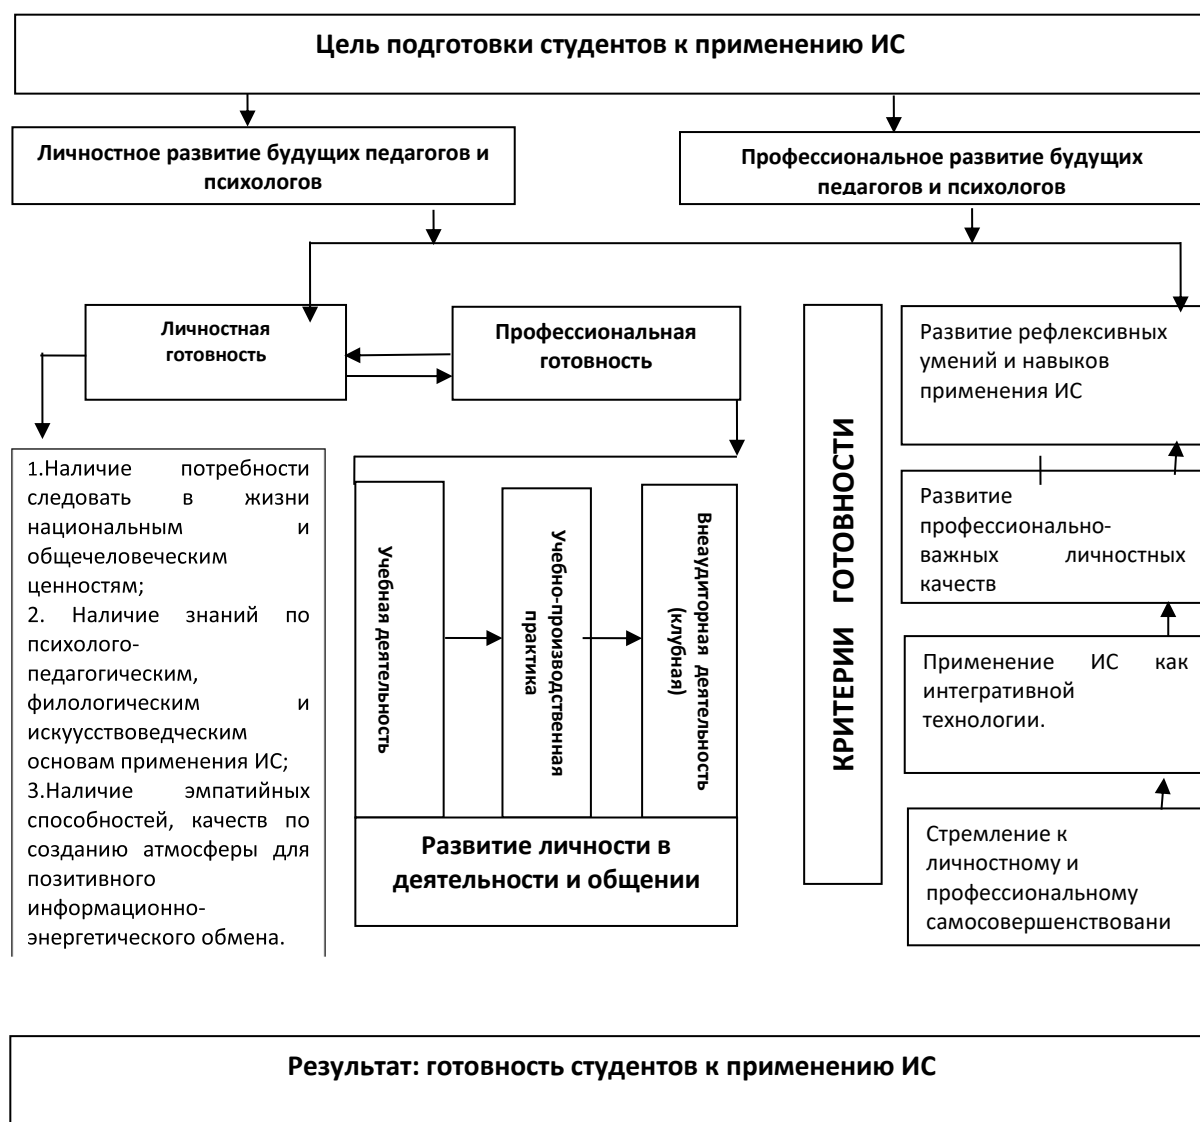 Цель подготовки студентов к применению ИС
Личностное развитие будущих педагогов и
психологов
Профессиональное развитие будущих
педагогов и психологов
Личностная
готовность
Профессиональная
готовность
1.Наличие потребности
следовать в жизни
национальным и
общечеловеческим
ценностям;
2. Наличие знаний по
психолого-
педагогическим,
филологическим и
искуусствоведческим
основам применения ИС;
3.Наличие эмпатийных
способностей, качеств по
созданию атмосферы для
позитивного
информационно-
энергетического обмена.
Учебная деятельность
Учебно-производственная
практика
Внеаудиторная деятельность
(клубная)
Развитие личности в
деятельности и общении
КРИТЕРИИ ГОТОВНОСТИ
Развитие рефлексивных
умений и навыков
применения ИС
Развитие
профессионально-
важных личностных
качеств
Применение ИС как
интегративной
технологии.
Стремление к
личностному и
профессиональному
самосовершенствовани
Результат: готовность студентов к применению ИС